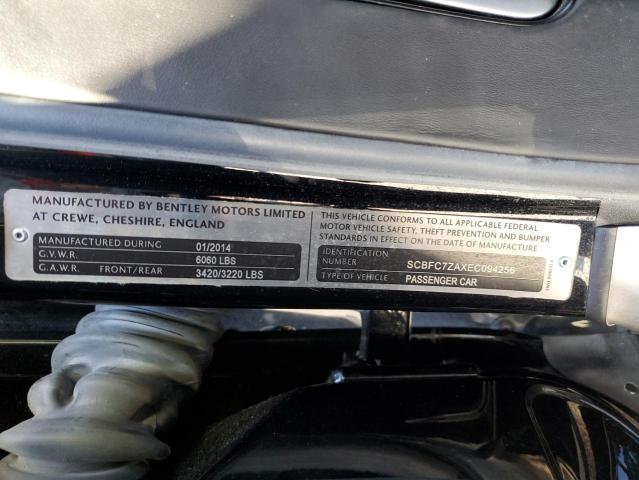 MANUFACTURED BY BENTLEY MOTORS LIMITED
AT CREWE, CHESHIRE, ENGLAND
MANUFACTURED DURING 01/2014
G.V.W.R. 6060 LBS
G.A.W.R. FRONT/REAR 3420/3220 LBS
THIS VEHICLE CONFORMS TO ALL APPLICABLE FEDERAL
MOTOR VEHICLE SAFETY, THEFT PREVENTION AND BUMPER
STANDARDS IN EFFECT ON THE DATE OF MANUFACTURE
IDENTIFICATION
NUMBER SCBFC7ZAXEC094256
TYPE OF VEHICLE PASSENGER CAR